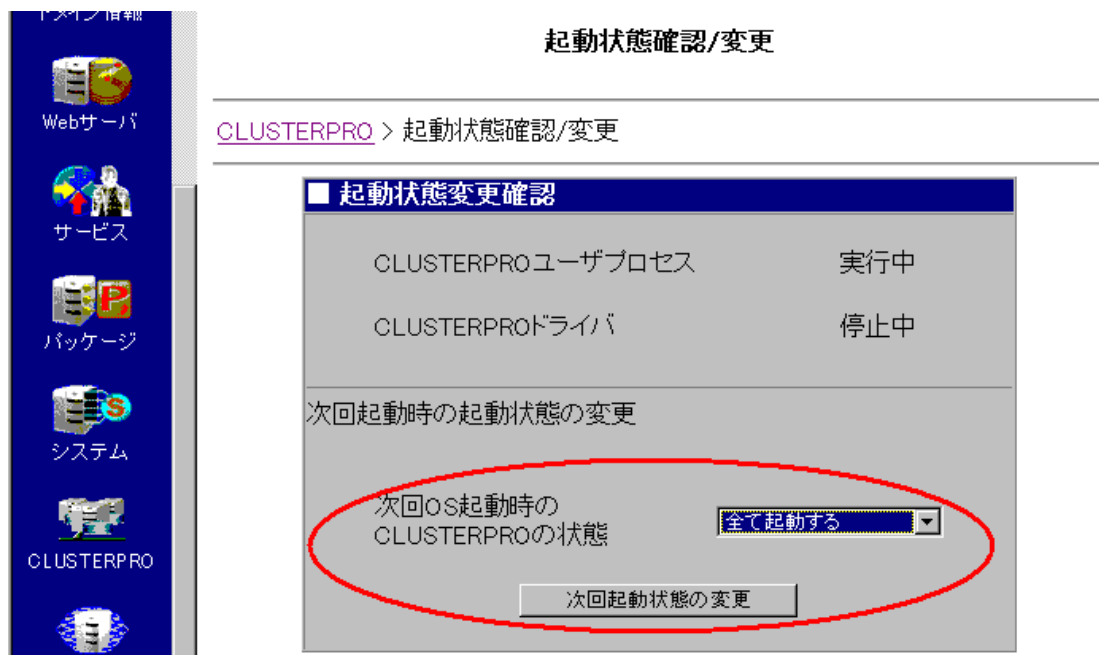 起動状態確認/変更
Webサーバ
CLUSTERPRO > 起動状態確認/変更
サービス
パッケージ
システム
CLUSTERPRO
■ 起動状態変更確認
CLUSTERPROユーザプロセス 実行中
CLUSTERPROドライバ 停止中
次回起動時の起動状態の変更
次回OS起動時の
CLUSTERPROの状態
全て起動する
次回起動状態の変更